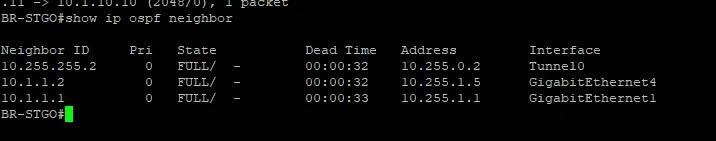 .11 -> 10.1.10.10 (2048/0), 1 packet
BR-STGO#show ip ospf neighbor
Neighbor ID     Pri   State           Dead Time   Address         Interface
10.255.255.2      0   FULL/  -        00:00:32    10.255.0.2      Tunnel0
10.1.1.2          0   FULL/  -        00:00:32    10.255.1.5      GigabitEthernet4
10.1.1.1          0   FULL/  -        00:00:33    10.255.1.1      GigabitEthernet1
BR-STGO#